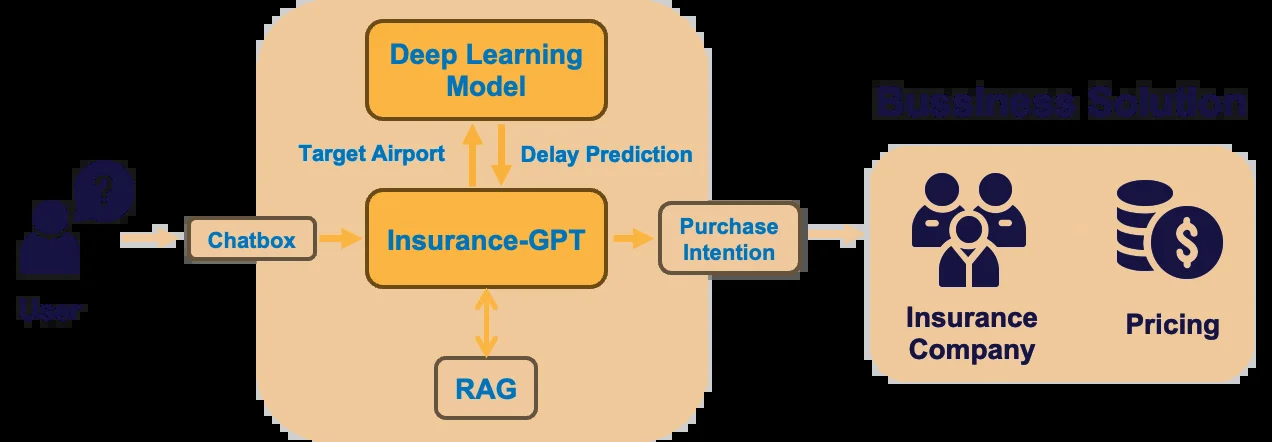 Deep Learning
Model
Target Airport
Delay Prediction
Bussiness Solution
?
Chatbox
Insurance-GPT
Purchase
Intention
$
User
Insurance
Company
Pricing
RAG